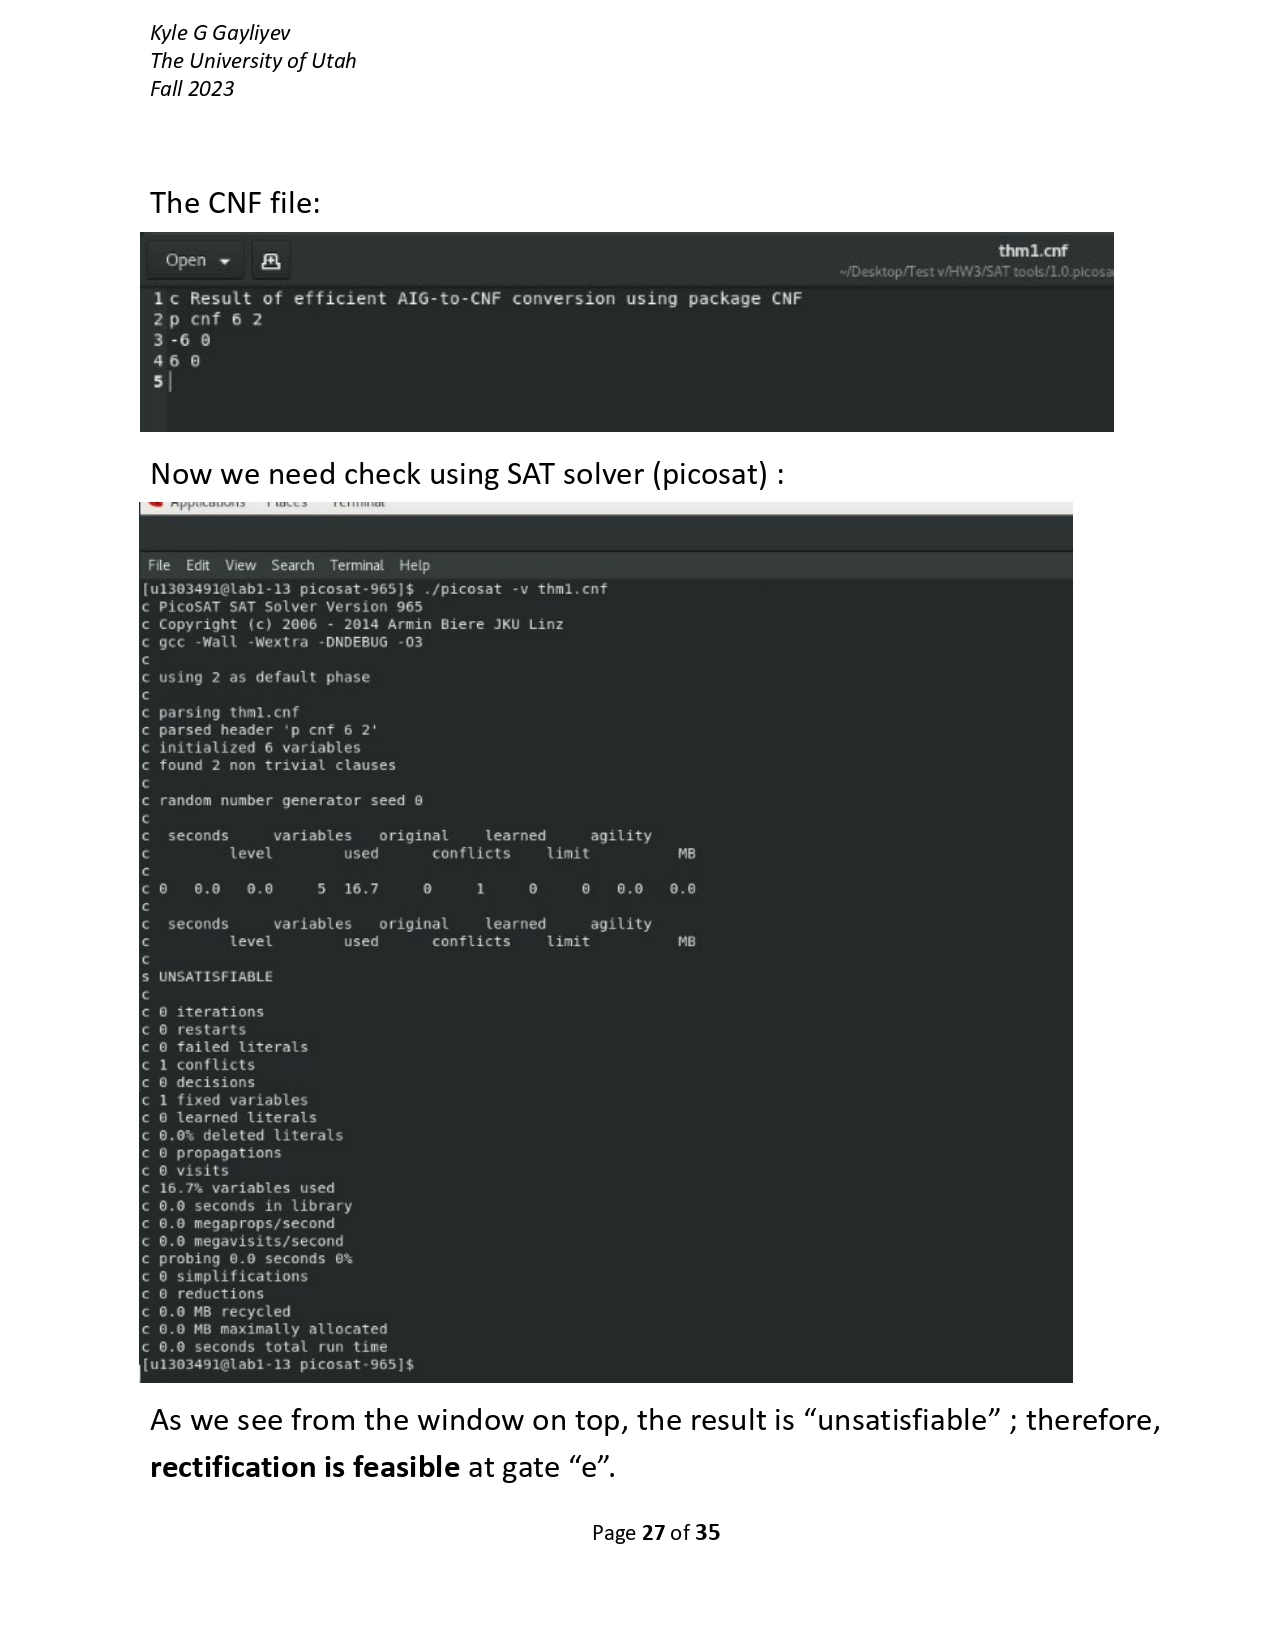 Kyle G Gayliyev
The University of Utah
Fall 2023
The CNF file:
Open
thm1.cnf
~/Desktop/Test v/HW3/SAT tools/1.0.picosa
1 c Result of efficient AIG-to-CNF conversion using package CNF
2 p cnf 6 2
3 -6 0
4 6 0
5
Now we need check using SAT solver (picosat) :
Applications Places Terminal
File Edit View Search Terminal Help
[u1303491@lab1-13 picosat-965]$ ./picosat -v thm1.cnf
c PicoSAT SAT Solver Version 965
c Copyright (c) 2006 - 2014 Armin Biere JKU Linz
c gcc -Wall -Wextra -DNDEBUG -O3
c
c using 2 as default phase
c
c parsing thm1.cnf
c parsed header 'p cnf 6 2'
c initialized 6 variables
c found 2 non trivial clauses
c
c random number generator seed 0
c
c seconds variables original learned agility
c level used conflicts limit MB
c
c 0 0.0 0.0 5 16.7 0 1 0 0 0.0 0.0
c
c seconds variables original learned agility
c level used conflicts limit MB
c
s UNSATISFIABLE
c
c 0 iterations
c 0 restarts
c 0 failed literals
c 1 conflicts
c 0 decisions
c 1 fixed variables
c 0 learned literals
c 0.0% deleted literals
c 0 propagations
c 0 visits
c 16.7% variables used
c 0.0 seconds in library
c 0.0 megaprops/second
c 0.0 megavisits/second
c probing 0.0 seconds 0%
c 0 simplifications
c 0 reductions
c 0.0 MB recycled
c 0.0 MB maximally allocated
c 0.0 seconds total run time
[u1303491@lab1-13 picosat-965]$
As we see from the window on top, the result is “unsatisfiable” ; therefore,
rectification is feasible at gate “e”.
Page 27 of 35